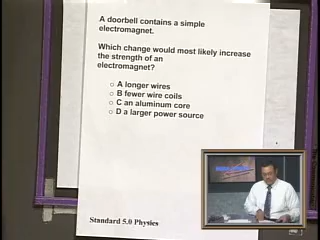 A doorbell contains a simple
electromagnet.
Which change would most likely increase
the strength of an
electromagnet?
A longer wires
B fewer wire coils
C an aluminum core
D a larger power source
Standard 5.0 Physics